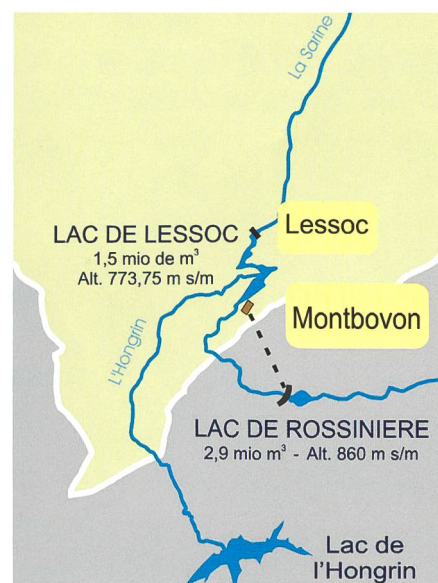 La Sarine
Lessoc
LAC DE LESSOC
1,5 mio de m³
Alt. 773,75 m s/m
Montbovon
L'Hongrin
LAC DE ROSSINIERE
2,9 mio m³ - Alt. 860 m s/m
Lac de
l'Hongrin